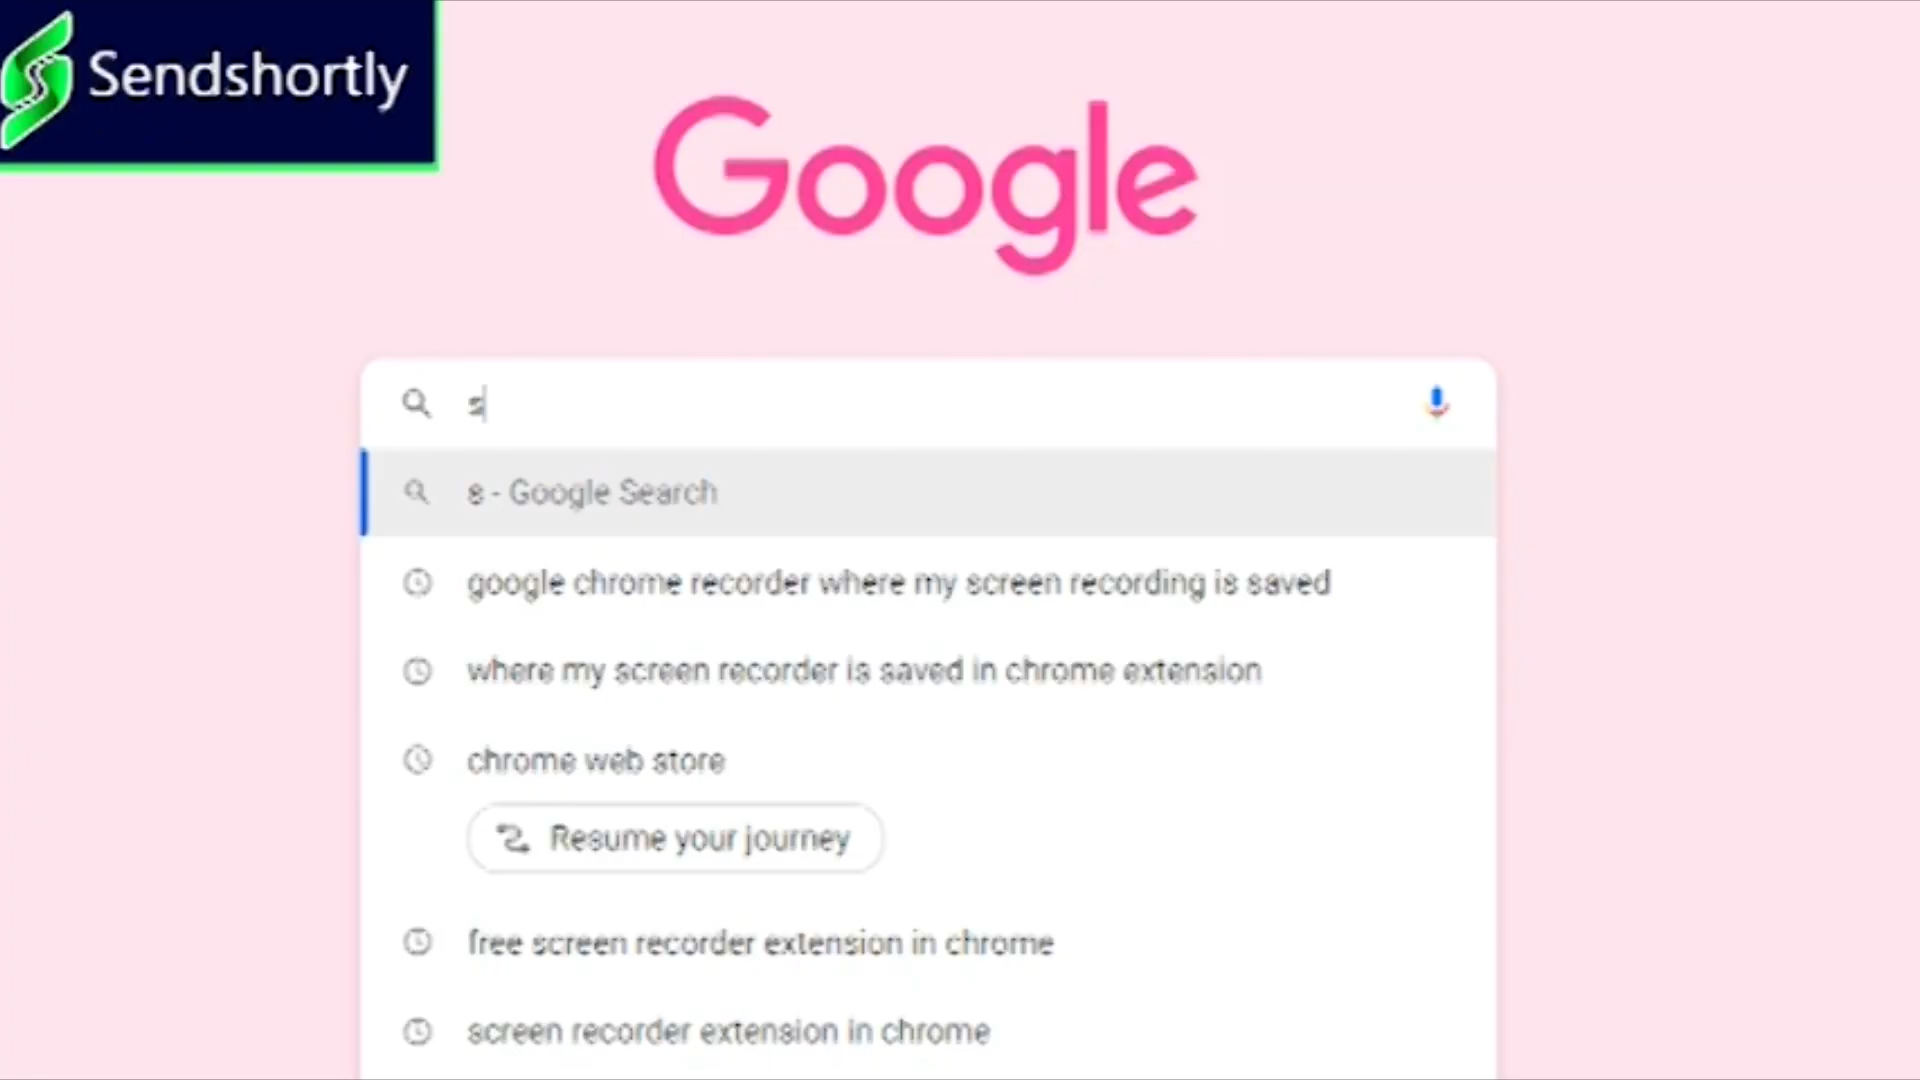 Sendshortly
Google
s
s - Google Search
google chrome recorder where my screen recording is saved
where my screen recorder is saved in chrome extension
chrome web store
Resume your journey
free screen recorder extension in chrome
screen recorder extension in chrome